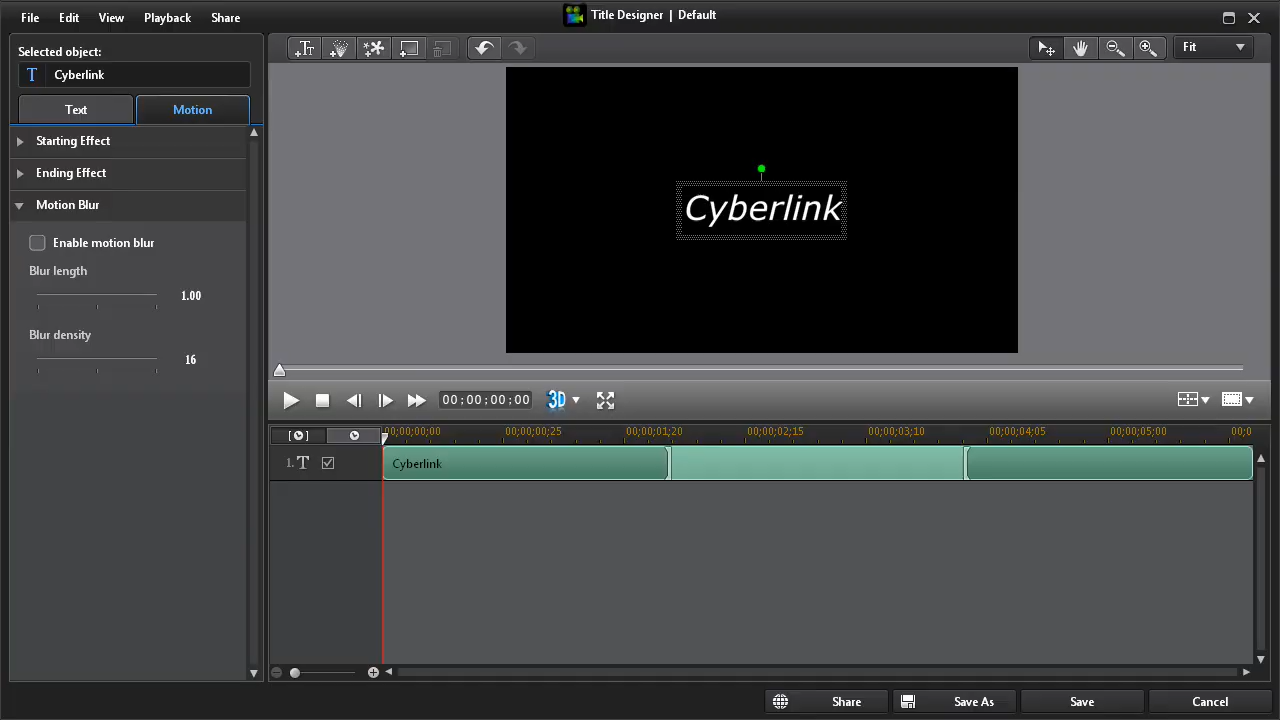 File Edit View Playback Share
Title Designer | Default
Selected object:
T Cyberlink
Text Motion
Starting Effect
Ending Effect
Motion Blur
Enable motion blur
Blur length
1.00
Blur density
16
Fit
Cyberlink
00;00;00;00
3D
00;00;00;00 00;00;00;25 00;00;01;20 00;00;02;15 00;00;03;10 00;00;04;05 00;00;05;00 00;0
1. T Cyberlink
Share Save As Save Cancel